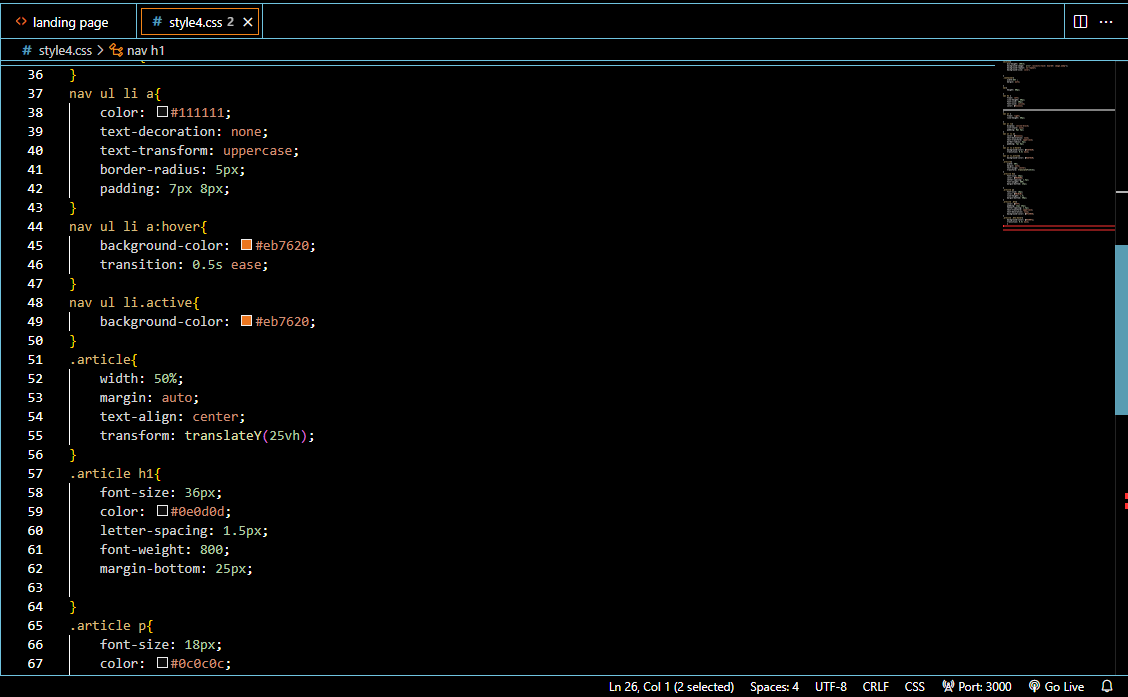 <> landing page
# style4.css 2 ×
# style4.css > nav h1
36 }
37 nav ul li a{
38     color: #111111;
39     text-decoration: none;
40     text-transform: uppercase;
41     border-radius: 5px;
42     padding: 7px 8px;
43 }
44 nav ul li a:hover{
45     background-color: #eb7620;
46     transition: 0.5s ease;
47 }
48 nav ul li.active{
49     background-color: #eb7620;
50 }
51 .article{
52     width: 50%;
53     margin: auto;
54     text-align: center;
55     transform: translateY(25vh);
56 }
57 .article h1{
58     font-size: 36px;
59     color: #0e0d0d;
60     letter-spacing: 1.5px;
61     font-weight: 800;
62     margin-bottom: 25px;
63
64 }
65 .article p{
66     font-size: 18px;
67     color: #0c0c0c;
Ln 26, Col 1 (2 selected) Spaces: 4 UTF-8 CRLF CSS Port: 3000 Go Live